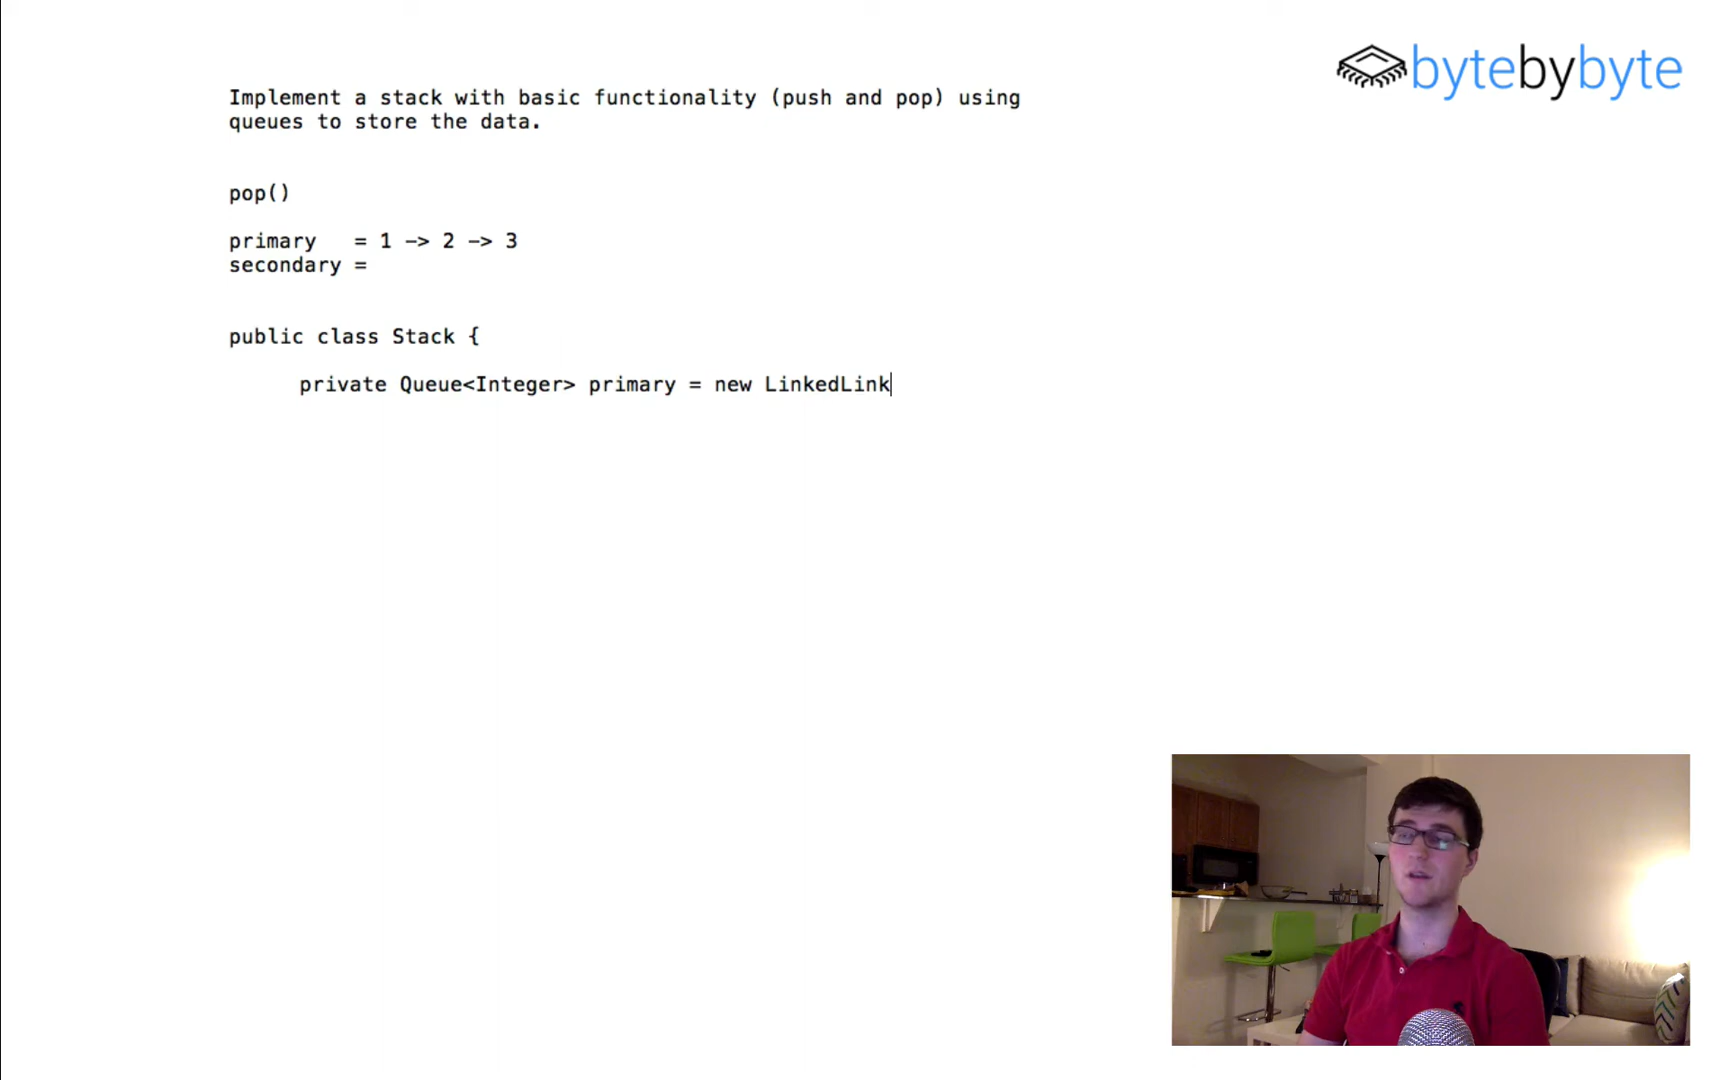 bytebybyte
Implement a stack with basic functionality (push and pop) using
queues to store the data.
pop()
primary   = 1 -> 2 -> 3
secondary =
public class Stack {
private Queue<Integer> primary = new LinkedLink